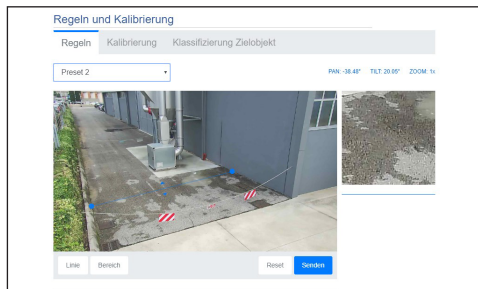 Regeln und Kalibrierung
Regeln Kalibrierung Klassifizierung Zielobjekt
Preset 2
PAN: -38.48° TILT: 20.05° ZOOM: 1x
Linie Bereich Reset Senden